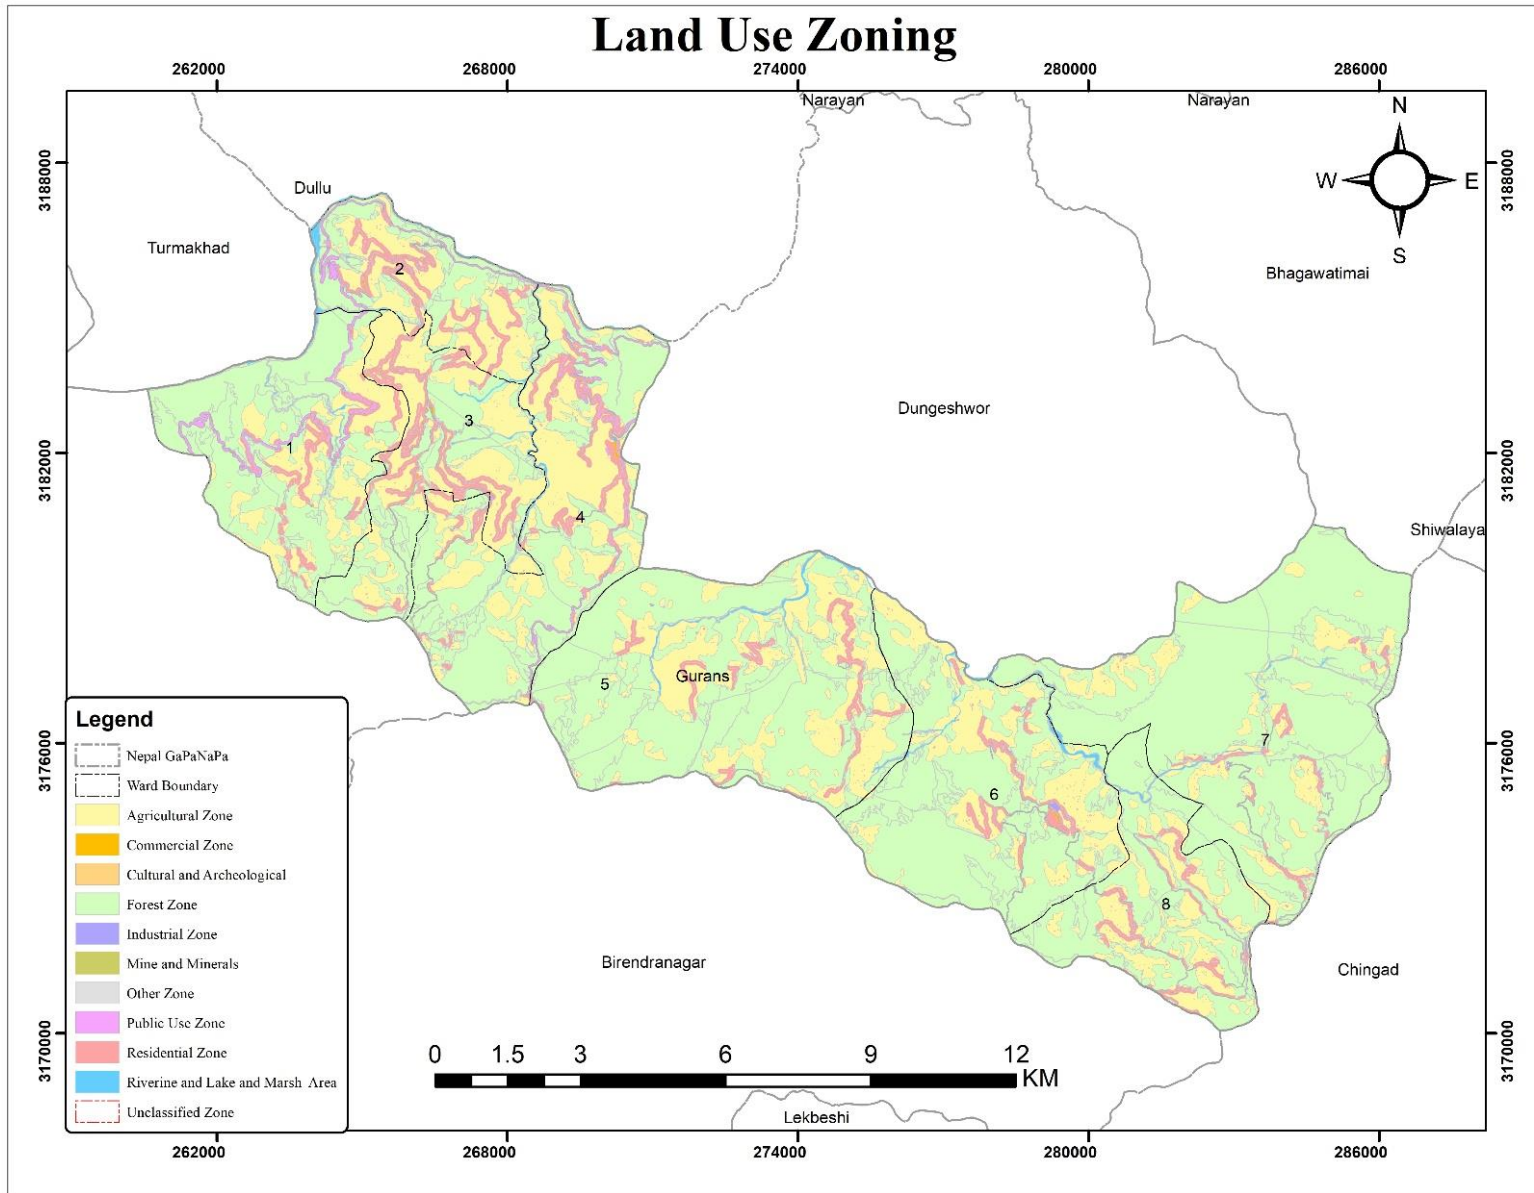 Land Use Zoning
262000 268000 274000 280000 286000
Narayan Narayan
N
W E
S
3188000 3188000
Dullu
Turmakhad
Bhagawatimai
2
Dungeshwor
3
1
3182000 3182000
4
Shiwalaya
5
Gurans
7
3176000 3176000
6
8
Birendranagar
Chingad
3170000 3170000
Legend
Nepal GaPaNaPa
Ward Boundary
Agricultural Zone
Commercial Zone
Cultural and Archeological
Forest Zone
Industrial Zone
Mine and Minerals
Other Zone
Public Use Zone
Residential Zone
Riverine and Lake and Marsh Area
Unclassified Zone
0 1.5 3 6 9 12
KM
Lekbeshi
262000 268000 274000 280000 286000